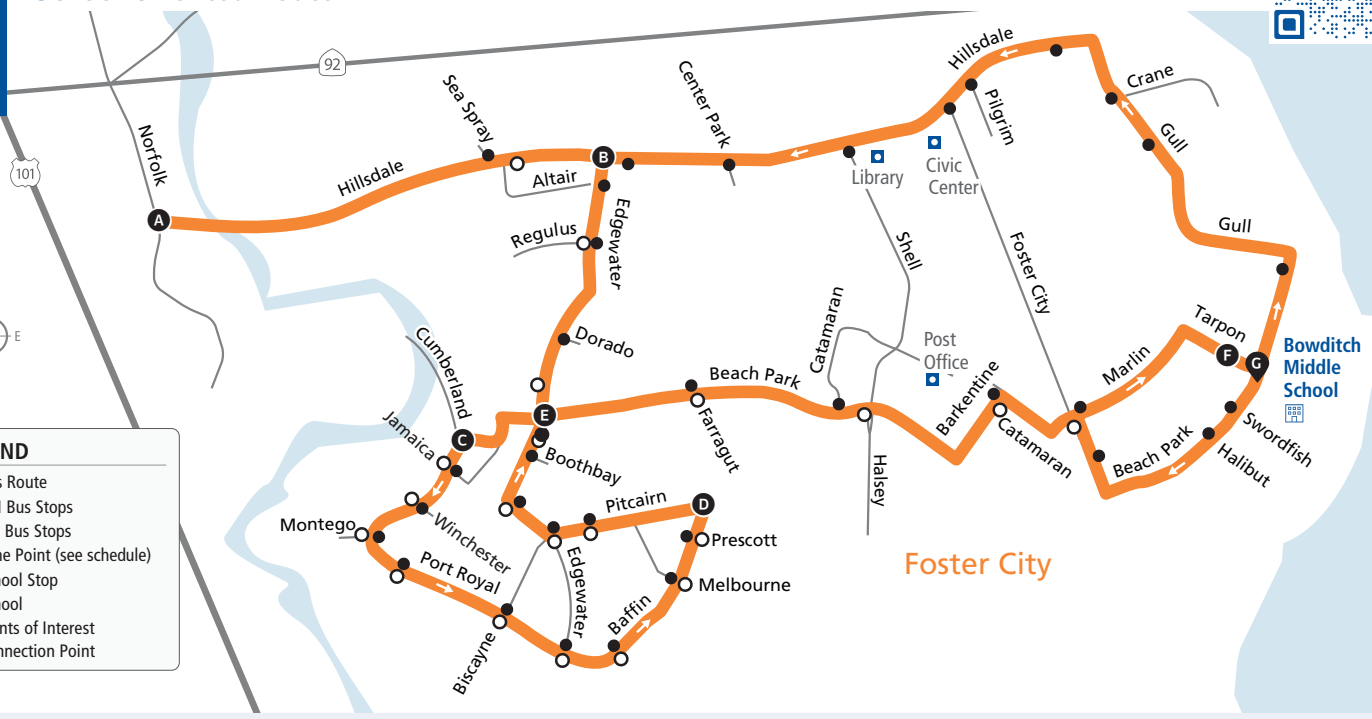 92
101
E
Norfolk
A
Hillsdale
Sea Spray
Altair
B
Center Park
Hillsdale
Pilgrim
Library
Civic
Center
Crane
Gull
Gull
Regulus
Edgewater
Shell
Foster City
Dorado
Catamaran
Post
Office
Tarpon
F
G
Bowditch
Middle
School
Cumberland
C
Jamaica
E
Beach Park
Farragut
Barkentine
Catamaran
Marlin
Beach Park
Swordfish
Halibut
Halsey
Boothbay
Pitcairn
D
Prescott
Melbourne
Montego
Winchester
Port Royal
Edgewater
Baffin
Biscayne
Foster City
ND
s Route
Bus Stops
Bus Stops
ne Point (see schedule)
hool Stop
hool
nts of Interest
nnection Point